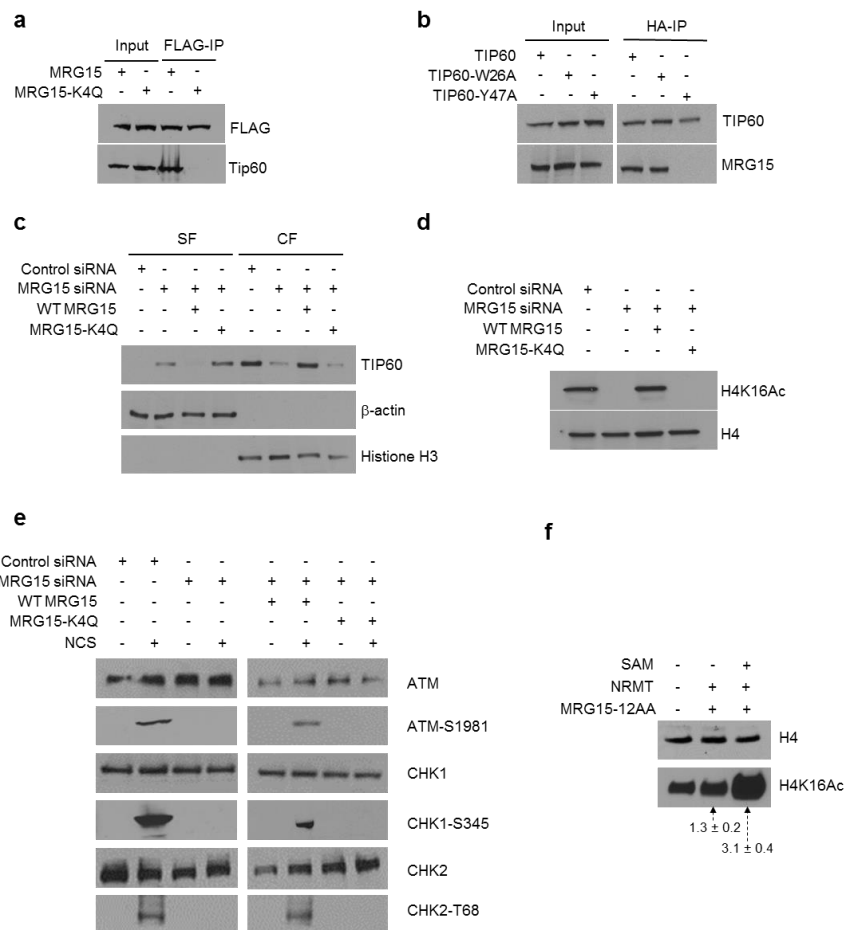 a
Input FLAG-IP
MRG15 + - + -
MRG15-K4Q - + - +
FLAG
Tip60
b
Input HA-IP
TIP60 + - - + - -
TIP60-W26A - + - - + -
TIP60-Y47A - - + - - +
TIP60
MRG15
c
SF CF
Control siRNA + - - - + - - -
MRG15 siRNA - + + + - + + +
WT MRG15 - - + - - - + -
MRG15-K4Q - - - + - - - +
TIP60
β-actin
Histione H3
d
Control siRNA + - - -
MRG15 siRNA - + + +
WT MRG15 - - + -
MRG15-K4Q - - - +
H4K16Ac
H4
e
Control siRNA + + - - - - - -
MRG15 siRNA - - + + + + + +
WT MRG15 - - - - + + - -
MRG15-K4Q - - - - - - + +
NCS - + - + - + - +
ATM
ATM-S1981
CHK1
CHK1-S345
CHK2
CHK2-T68
f
SAM - - +
NRMT - + +
MRG15-12AA - + +
H4
H4K16Ac
1.3 ± 0.2
3.1 ± 0.4